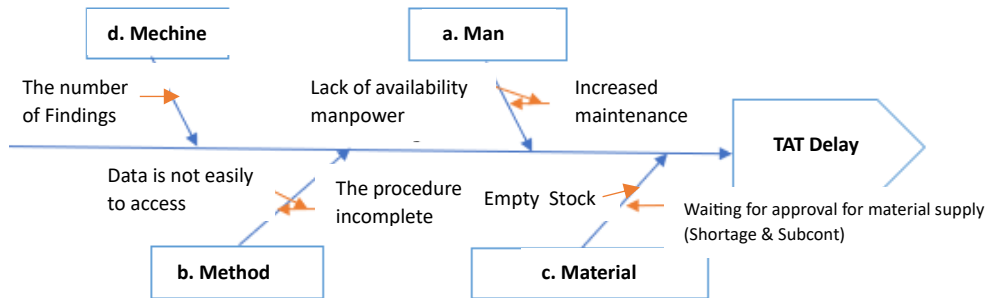 d. Mechine
a. Man
The number
of Findings
Lack of availability
manpower
Increased
maintenance
TAT Delay
Data is not easily
to access
The procedure
incomplete
Empty Stock
Waiting for approval for material supply
(Shortage & Subcont)
b. Method
c. Material